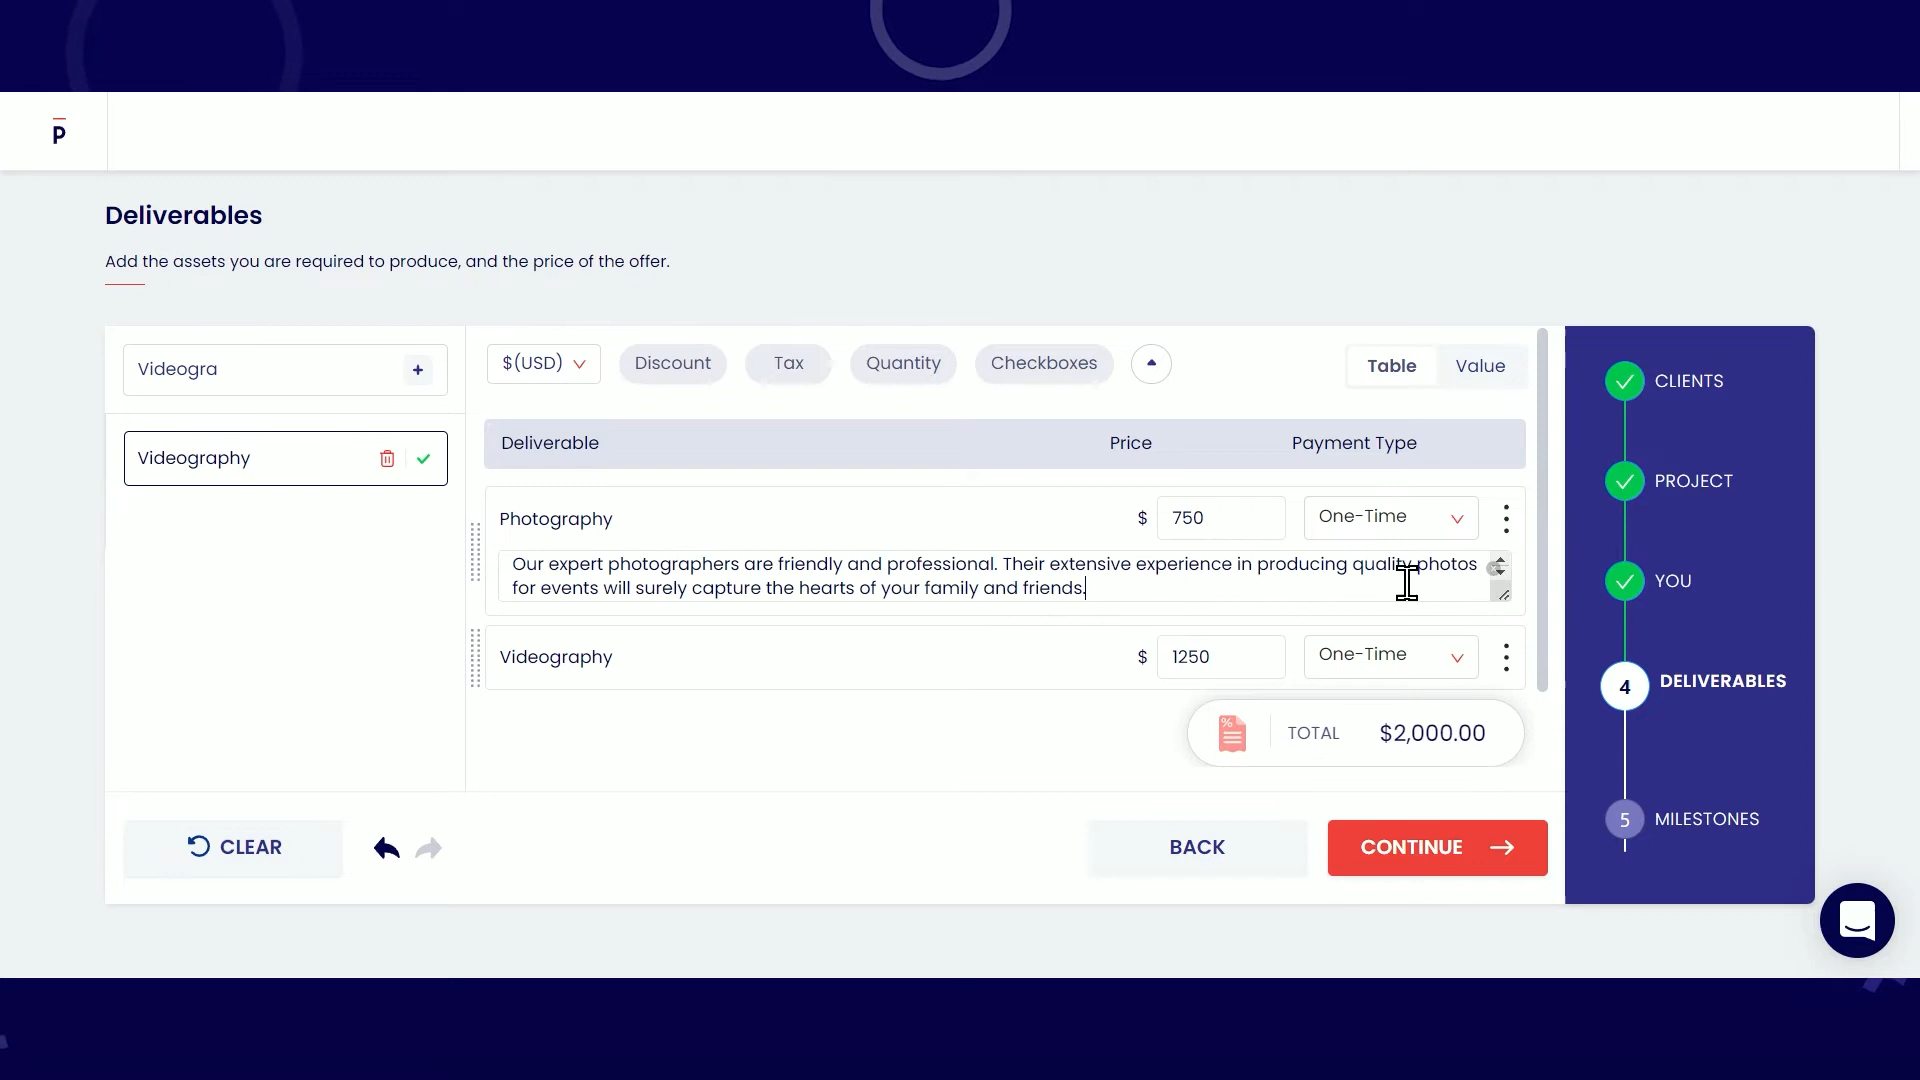 P
Deliverables
Add the assets you are required to produce, and the price of the offer.
Videogra +
Videography
$(USD) Discount Tax Quantity Checkboxes Table Value
Deliverable Price Payment Type
Photography $ 750 One-Time
Our expert photographers are friendly and professional. Their extensive experience in producing quality photos
for events will surely capture the hearts of your family and friends.
Videography $ 1250 One-Time
% TOTAL $2,000.00
CLEAR BACK CONTINUE
CLIENTS
PROJECT
YOU
4 DELIVERABLES
5 MILESTONES